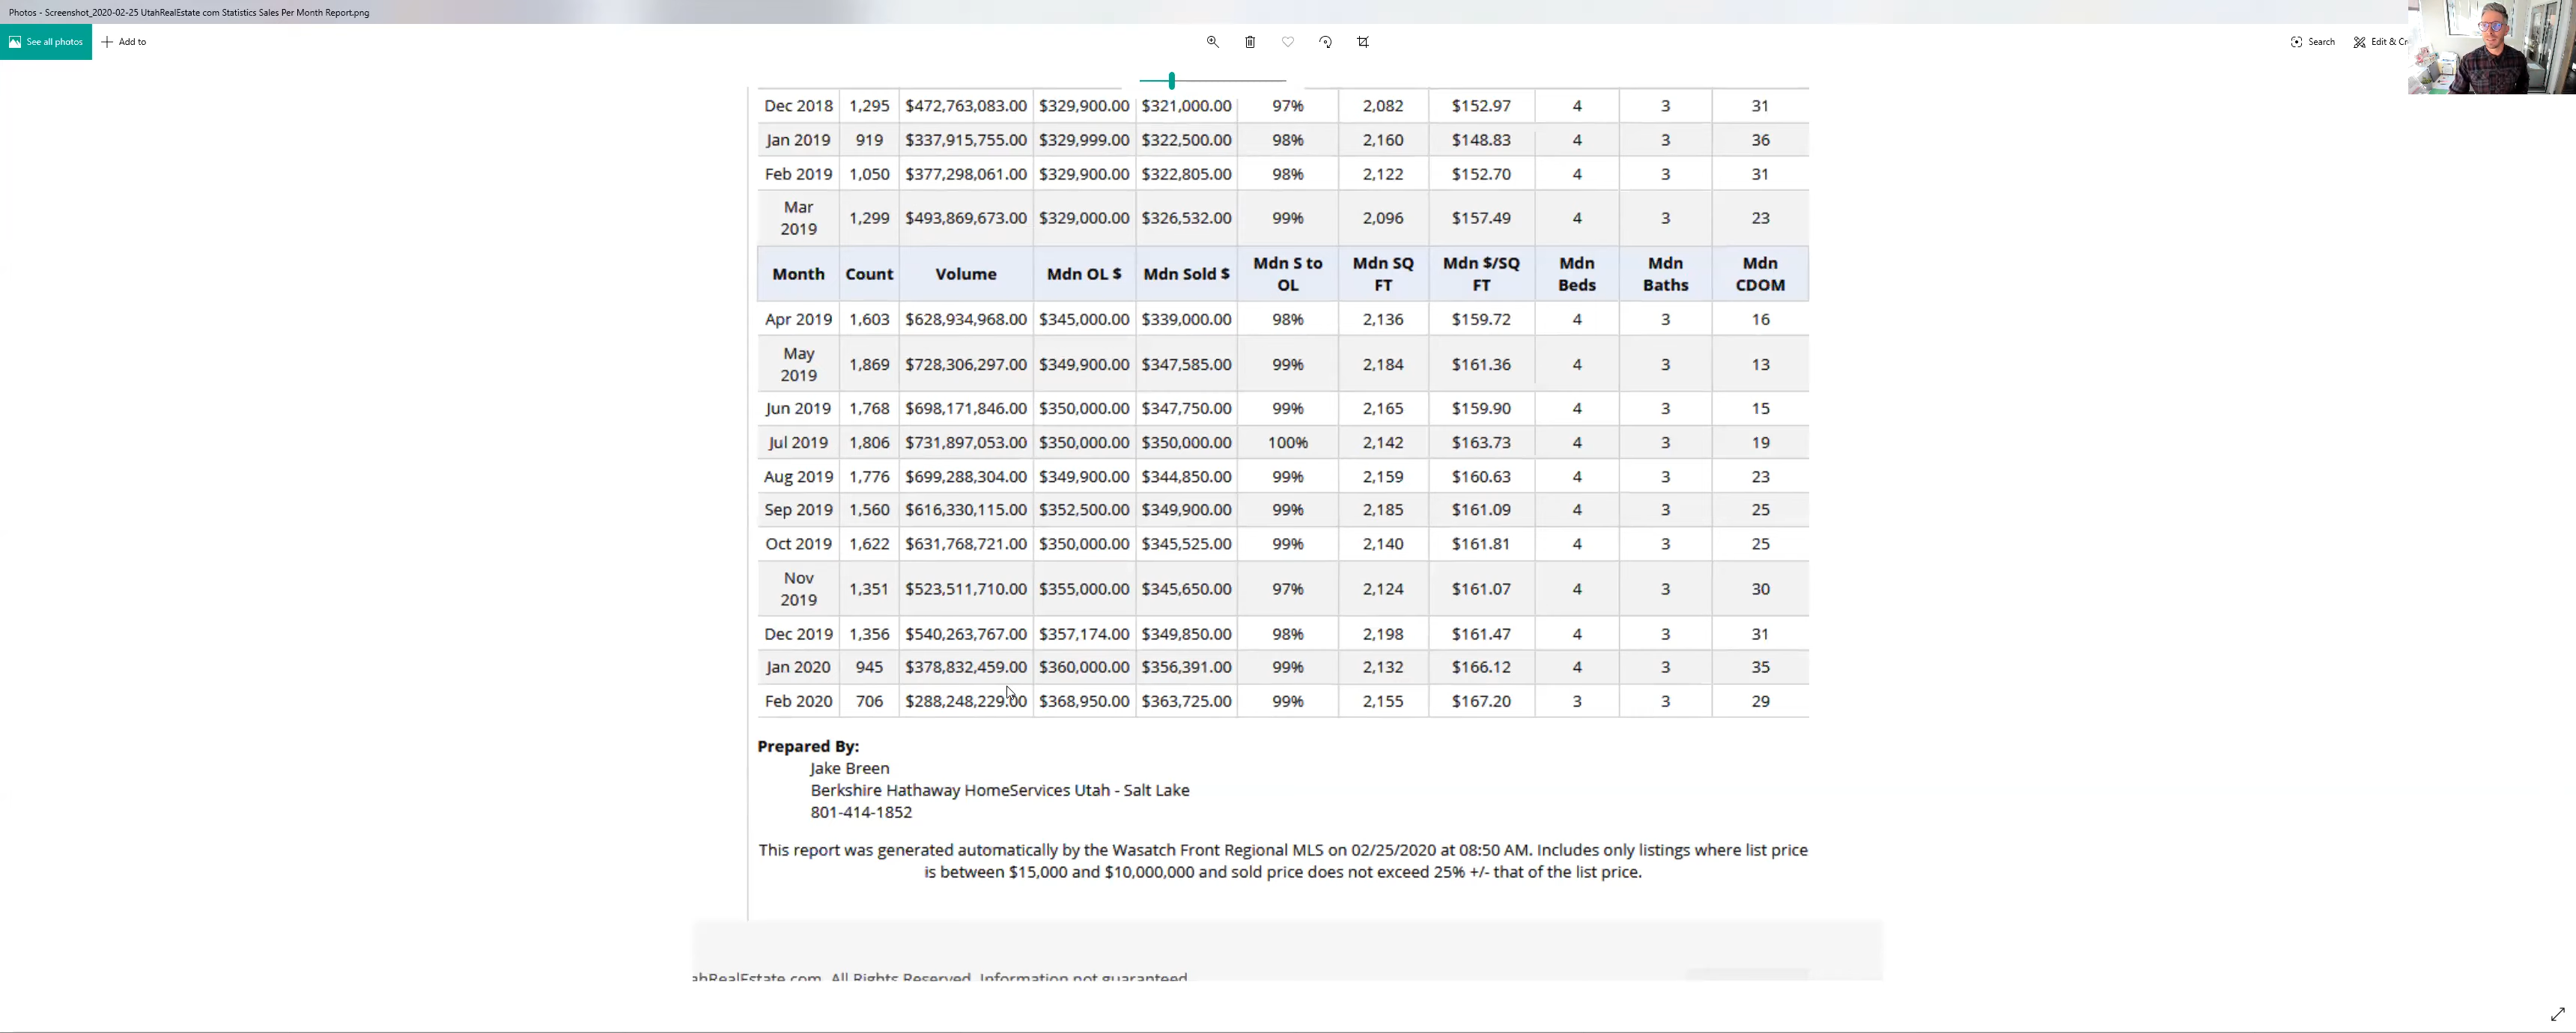 Photos - Screenshot_2020-02-25 UtahRealEstate com Statistics Sales Per Month Report.png
See all photos
Add to
Search
Edit & Cr
Dec 2018 1,295 $472,763,083.00 $329,900.00 $321,000.00 97% 2,082 $152.97 4 3 31
Jan 2019 919 $337,915,755.00 $329,999.00 $322,500.00 98% 2,160 $148.83 4 3 36
Feb 2019 1,050 $377,298,061.00 $329,900.00 $322,805.00 98% 2,122 $152.70 4 3 31
Mar 2019 1,299 $493,869,673.00 $329,000.00 $326,532.00 99% 2,096 $157.49 4 3 23
Month Count Volume Mdn OL $ Mdn Sold $ Mdn S to OL Mdn SQ FT Mdn $/SQ FT Mdn Beds Mdn Baths Mdn CDOM
Apr 2019 1,603 $628,934,968.00 $345,000.00 $339,000.00 98% 2,136 $159.72 4 3 16
May 2019 1,869 $728,306,297.00 $349,900.00 $347,585.00 99% 2,184 $161.36 4 3 13
Jun 2019 1,768 $698,171,846.00 $350,000.00 $347,750.00 99% 2,165 $159.90 4 3 15
Jul 2019 1,806 $731,897,053.00 $350,000.00 $350,000.00 100% 2,142 $163.73 4 3 19
Aug 2019 1,776 $699,288,304.00 $349,900.00 $344,850.00 99% 2,159 $160.63 4 3 23
Sep 2019 1,560 $616,330,115.00 $352,500.00 $349,900.00 99% 2,185 $161.09 4 3 25
Oct 2019 1,622 $631,768,721.00 $350,000.00 $345,525.00 99% 2,140 $161.81 4 3 25
Nov 2019 1,351 $523,511,710.00 $355,000.00 $345,650.00 97% 2,124 $161.07 4 3 30
Dec 2019 1,356 $540,263,767.00 $357,174.00 $349,850.00 98% 2,198 $161.47 4 3 31
Jan 2020 945 $378,832,459.00 $360,000.00 $356,391.00 99% 2,132 $166.12 4 3 35
Feb 2020 706 $288,248,229.00 $368,950.00 $363,725.00 99% 2,155 $167.20 3 3 29
Prepared By:
Jake Breen
Berkshire Hathaway HomeServices Utah - Salt Lake
801-414-1852
This report was generated automatically by the Wasatch Front Regional MLS on 02/25/2020 at 08:50 AM. Includes only listings where list price
is between $15,000 and $10,000,000 and sold price does not exceed 25% +/- that of the list price.
ahRealEstate.com. All Rights Reserved. Information not guaranteed